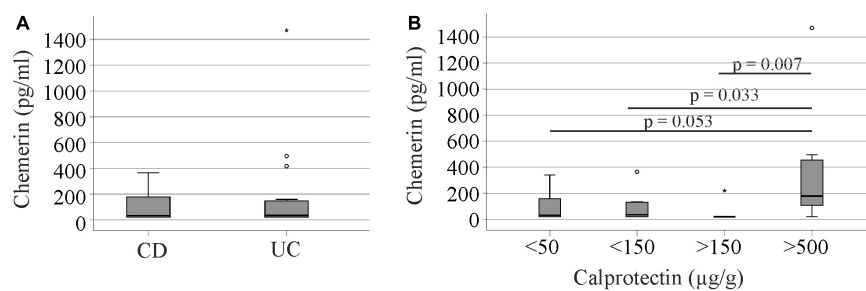 A
Chemerin (pg/ml)
1400
1200
1000
800
600
400
200
0
CD UC
B
Chemerin (pg/ml)
1400
1200
1000
800
600
400
200
0
p = 0.007
p = 0.033
p = 0.053
<50 <150 >150 >500
Calprotectin (µg/g)